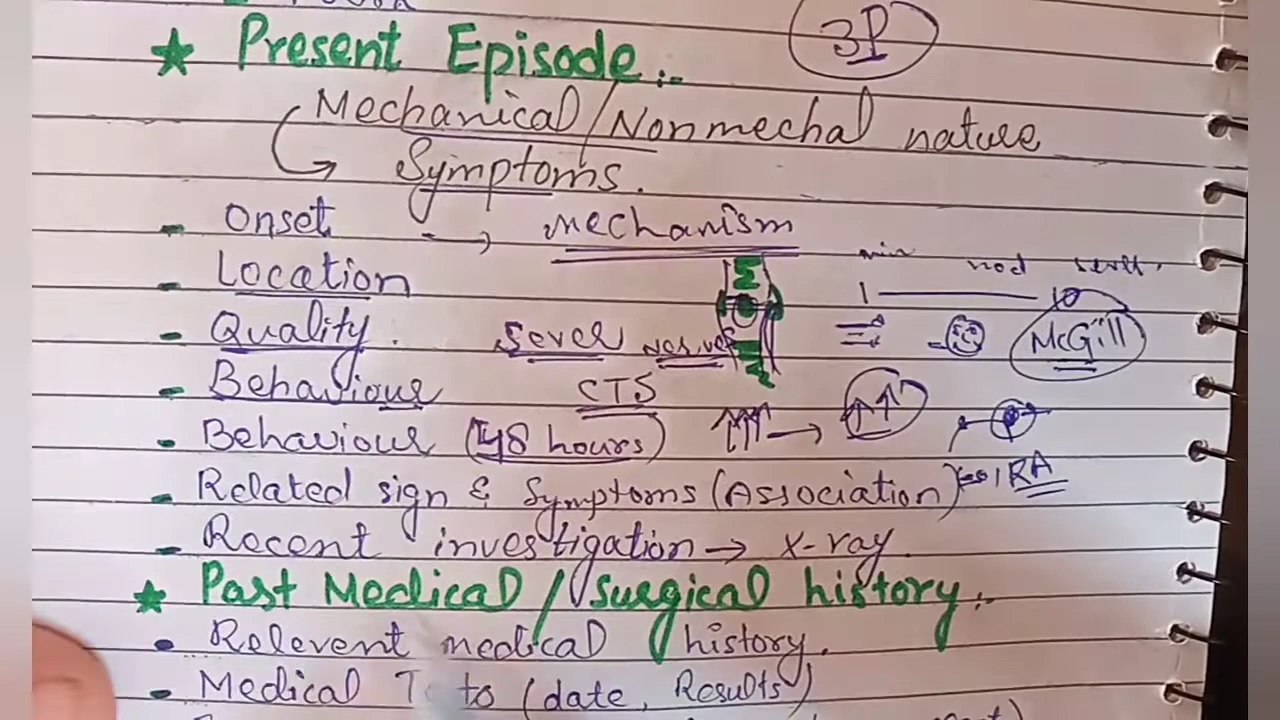 3P
★ Present Episode :-
Mechanical/Nonmechal nature
Symptoms.
- Onset → mechanism
min mod
- Location
1 10
- Quality. Sever McGill
- Behaviour CTS
- Behaviour (48 hours) ↑↑↑ → ↑↑
- Related sign & Symptoms (Association) RA
- Recent investigation → X-ray.
★ Past Medical / Surgical history :-
• Relevent medical history.
• Medical (date, Results)